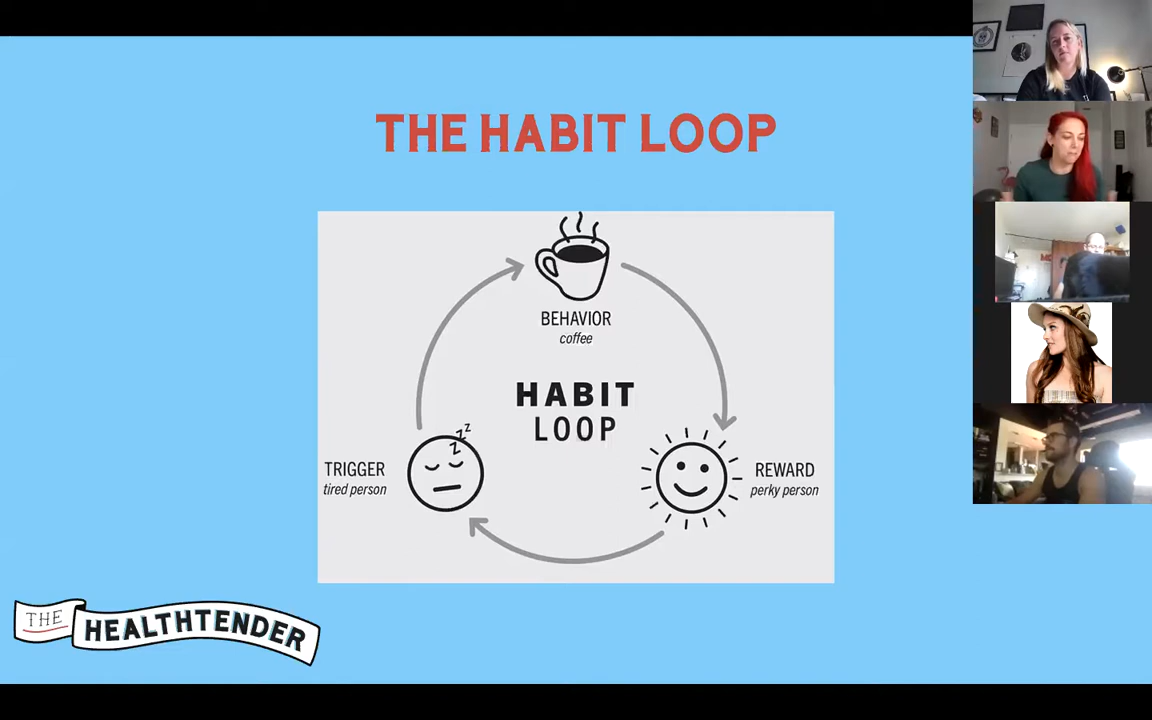 THE HABIT LOOP
BEHAVIOR
coffee
HABIT
LOOP
z z z
TRIGGER
tired person
REWARD
perky person
THE
HEALTHTENDER